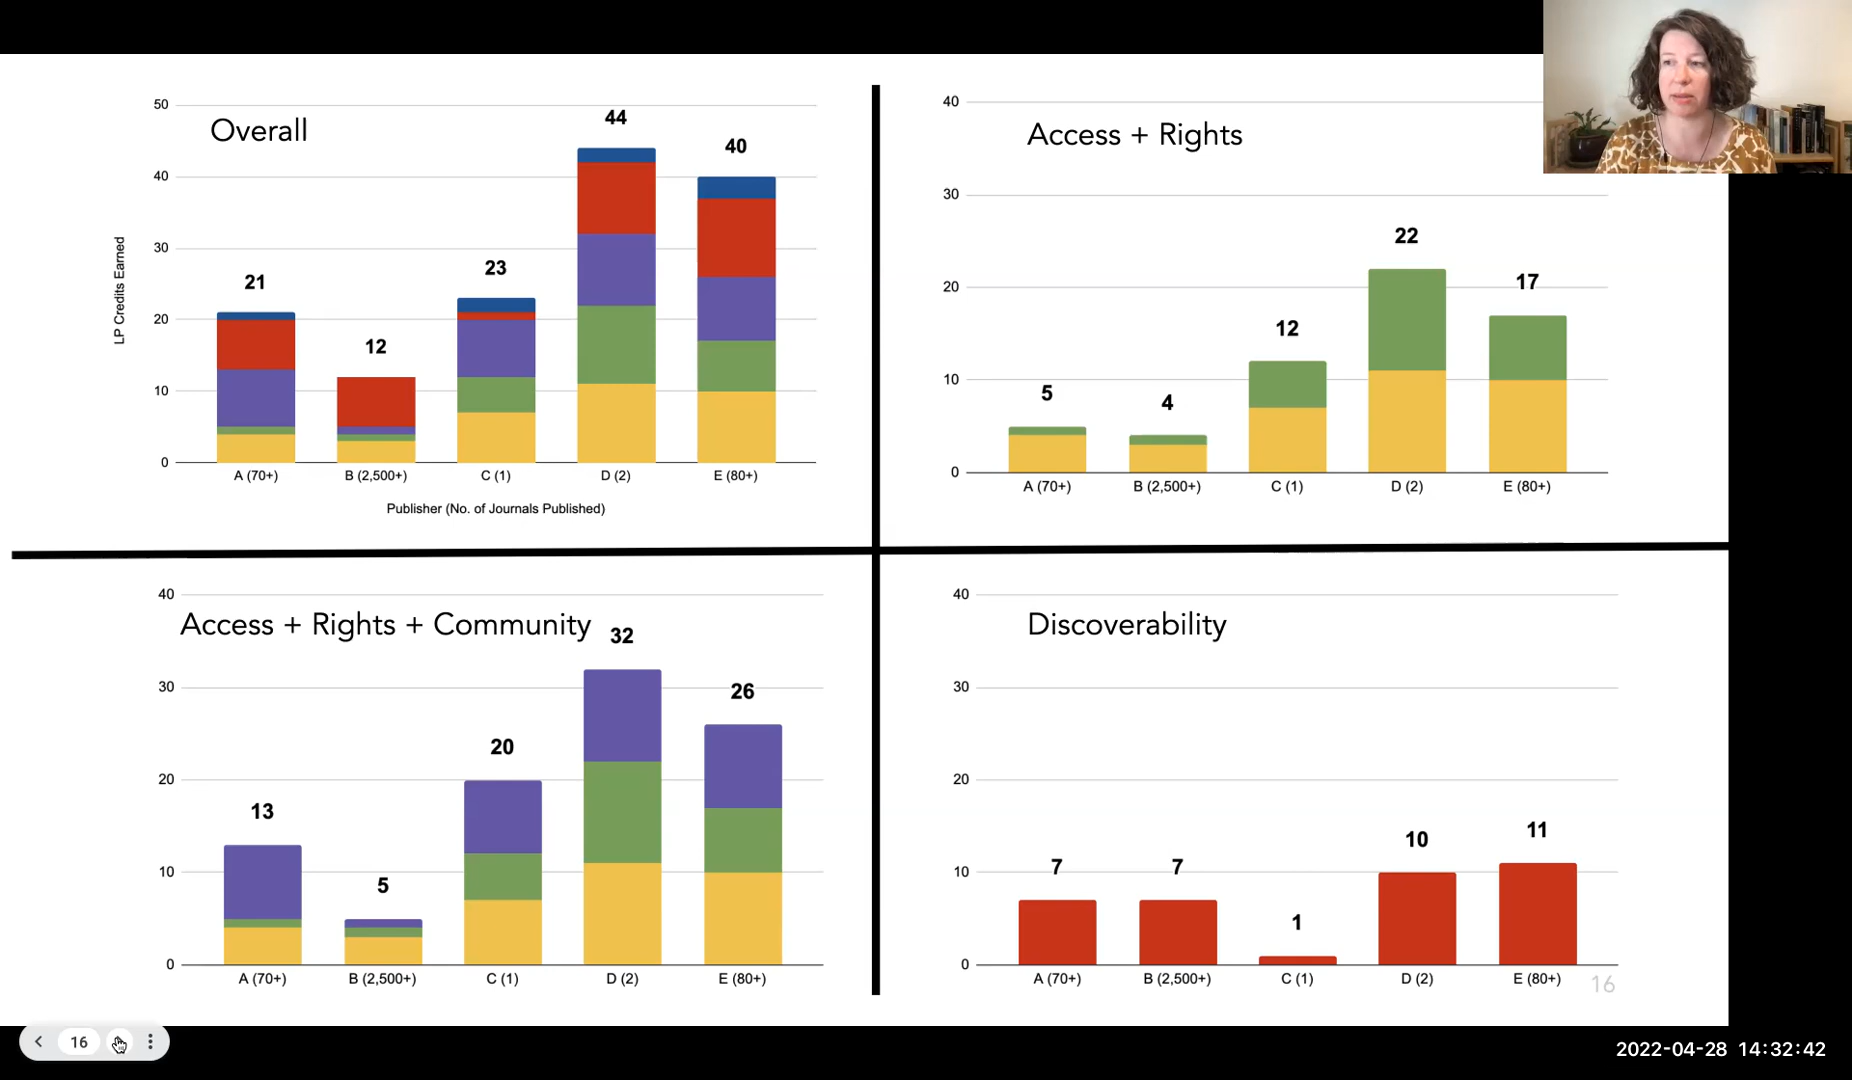 Overall
LP Credits Earned
50
40
30
20
10
0
21
12
23
44
40
A (70+)
B (2,500+)
C (1)
D (2)
E (80+)
Publisher (No. of Journals Published)
Access + Rights
40
30
20
10
0
5
4
12
22
17
A (70+)
B (2,500+)
C (1)
D (2)
E (80+)
Access + Rights + Community
40
30
20
10
0
13
5
20
32
26
A (70+)
B (2,500+)
C (1)
D (2)
E (80+)
Discoverability
40
30
20
10
0
7
7
1
10
11
A (70+)
B (2,500+)
C (1)
D (2)
E (80+)
16
16
2022-04-28 14:32:42